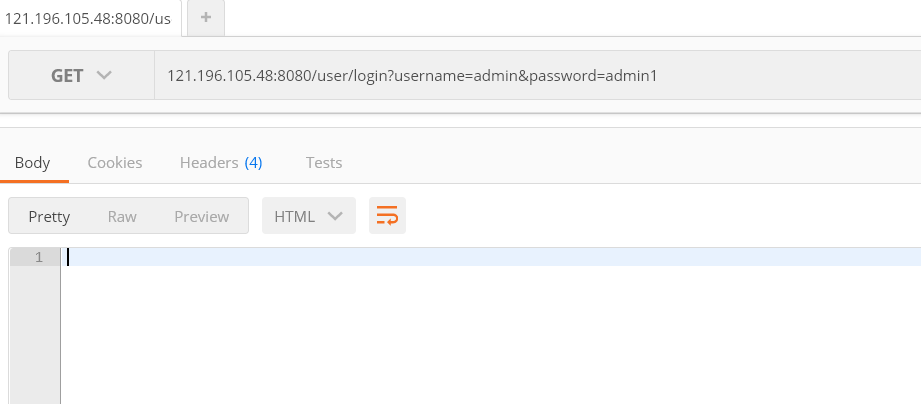 121.196.105.48:8080/us +
GET 121.196.105.48:8080/user/login?username=admin&password=admin1
Body Cookies Headers (4) Tests
Pretty Raw Preview HTML
1